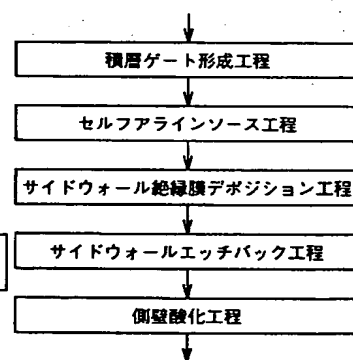 積層ゲート形成工程
セルフアラインソース工程
サイドウォール絶縁膜デポジション工程
サイドウォールエッチバック工程
側壁酸化工程